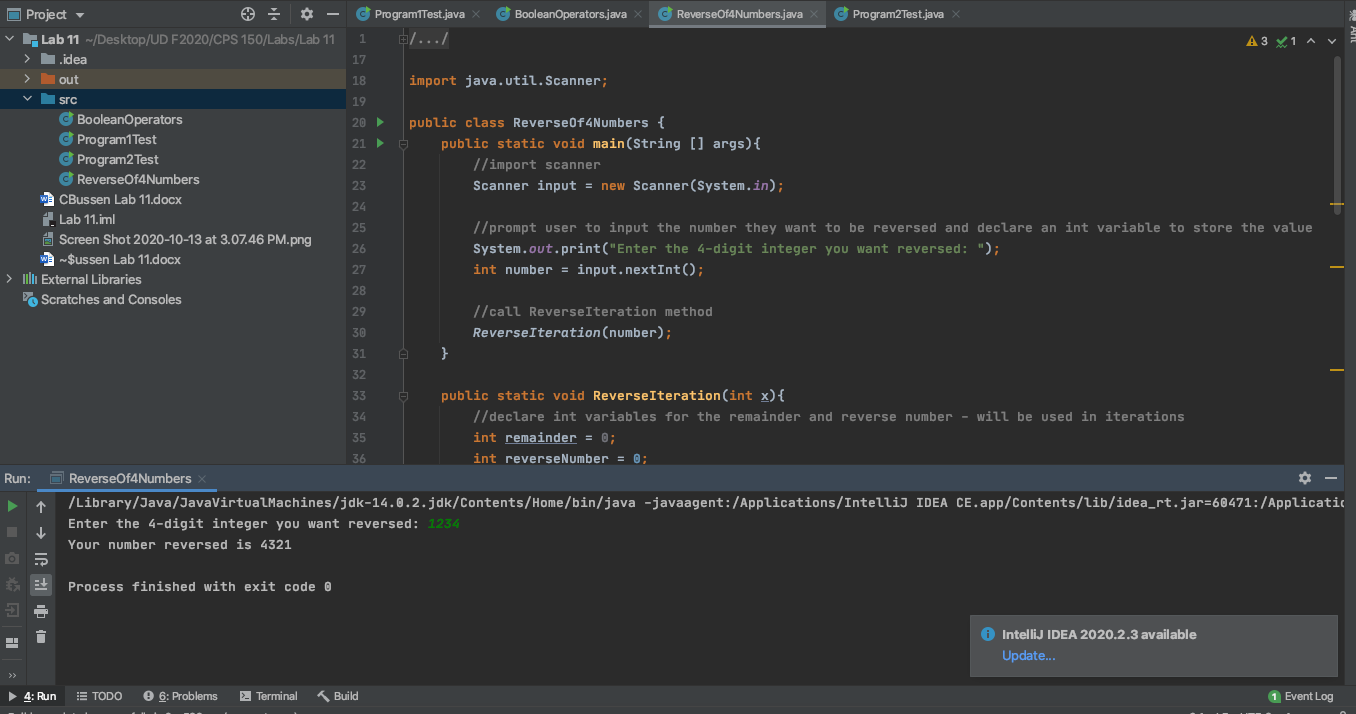 Project
Program1Test.java
BooleanOperators.java
ReverseOf4Numbers.java
Program2Test.java
Lab 11 ~/Desktop/UD F2020/CPS 150/Labs/Lab 11
.idea
out
src
BooleanOperators
Program1Test
Program2Test
ReverseOf4Numbers
CBussen Lab 11.docx
Lab 11.iml
Screen Shot 2020-10-13 at 3.07.46 PM.png
~$ussen Lab 11.docx
External Libraries
Scratches and Consoles
3 1
1 /.../
17
18 import java.util.Scanner;
19
20 public class ReverseOf4Numbers {
21 public static void main(String [] args){
22 //import scanner
23 Scanner input = new Scanner(System.in);
24
25 //prompt user to input the number they want to be reversed and declare an int variable to store the value
26 System.out.print("Enter the 4-digit integer you want reversed: ");
27 int number = input.nextInt();
28
29 //call ReverseIteration method
30 ReverseIteration(number);
31 }
32
33 public static void ReverseIteration(int x){
34 //declare int variables for the remainder and reverse number - will be used in iterations
35 int remainder = 0;
36 int reverseNumber = 0;
Run: ReverseOf4Numbers
/Library/Java/JavaVirtualMachines/jdk-14.0.2.jdk/Contents/Home/bin/java -javaagent:/Applications/IntelliJ IDEA CE.app/Contents/lib/idea_rt.jar=60471:/Applicatio
Enter the 4-digit integer you want reversed: 1234
Your number reversed is 4321
Process finished with exit code 0
IntelliJ IDEA 2020.2.3 available
Update...
4: Run
TODO
6: Problems
Terminal
Build
1 Event Log